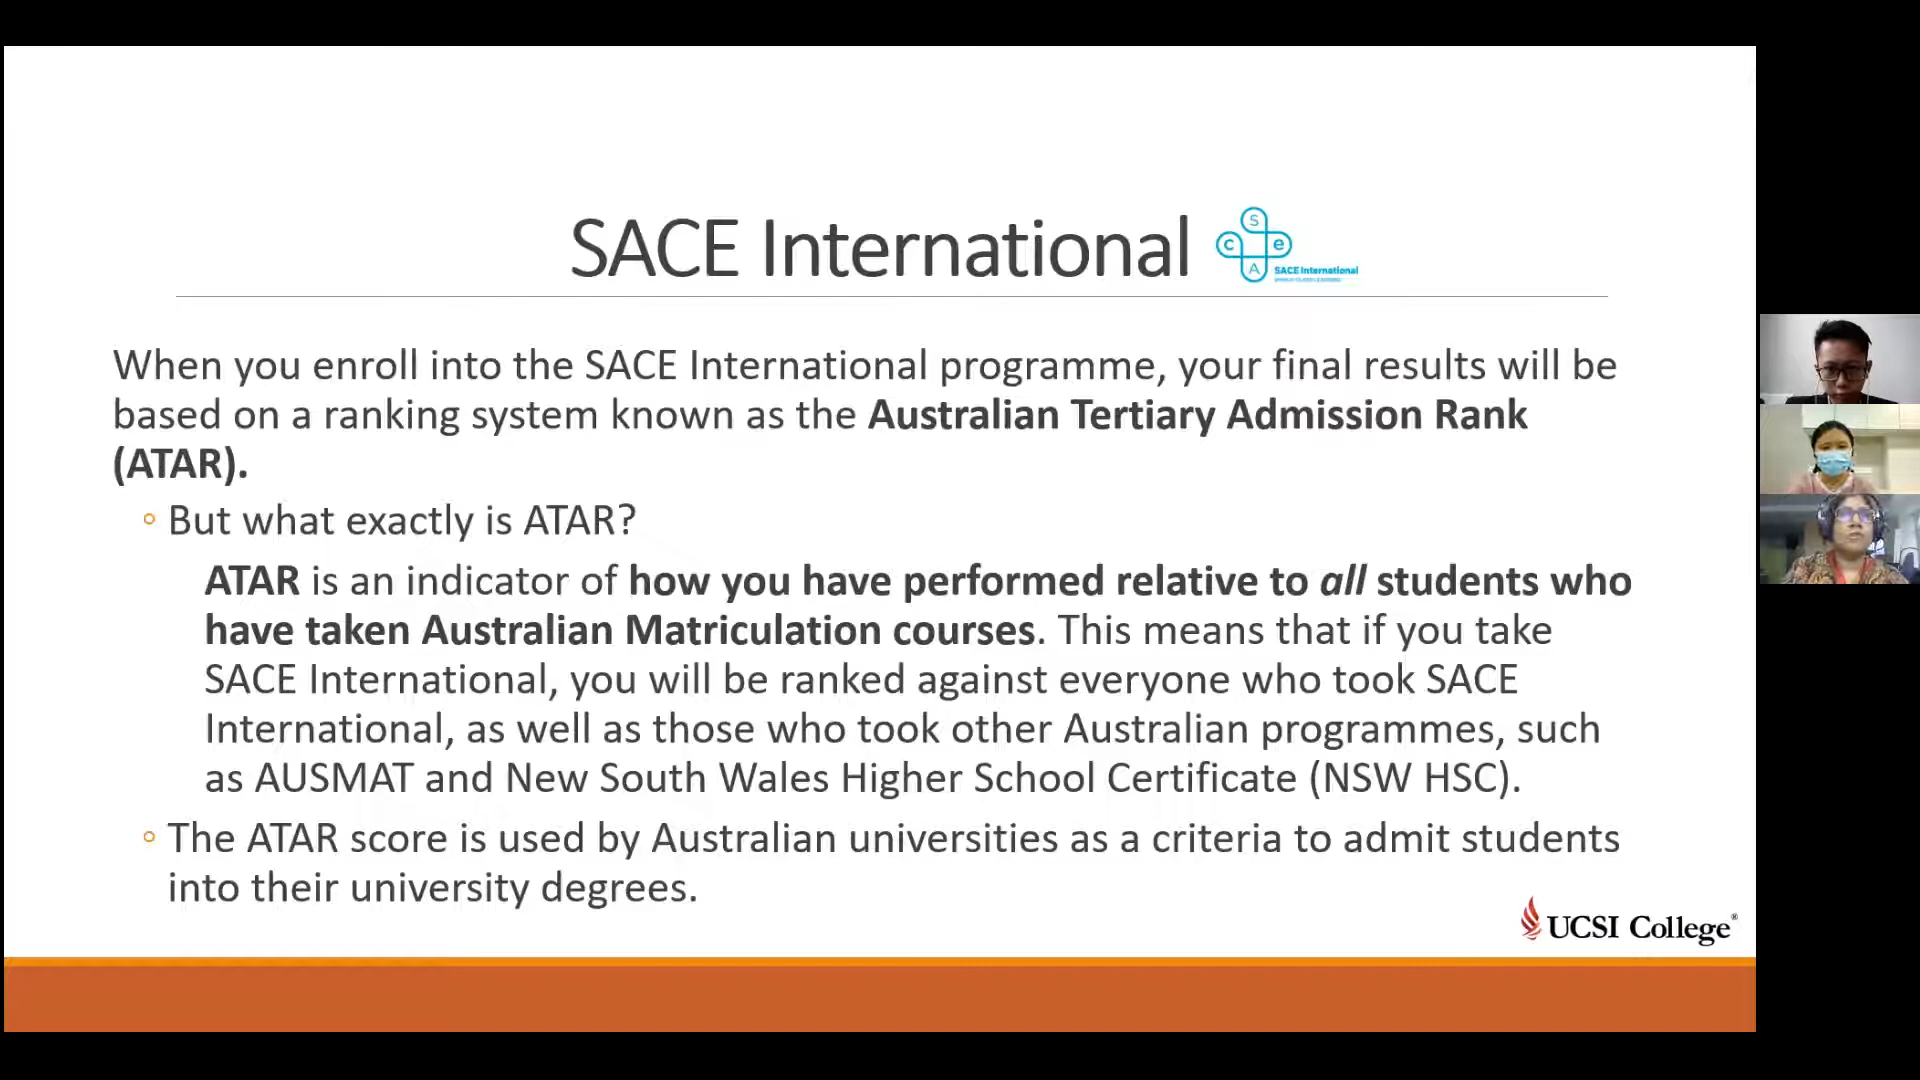 SACE International
S
C e
A
SACE International
When you enroll into the SACE International programme, your final results will be
based on a ranking system known as the Australian Tertiary Admission Rank
(ATAR).
But what exactly is ATAR?
ATAR is an indicator of how you have performed relative to all students who
have taken Australian Matriculation courses. This means that if you take
SACE International, you will be ranked against everyone who took SACE
International, as well as those who took other Australian programmes, such
as AUSMAT and New South Wales Higher School Certificate (NSW HSC).
The ATAR score is used by Australian universities as a criteria to admit students
into their university degrees.
UCSI College®